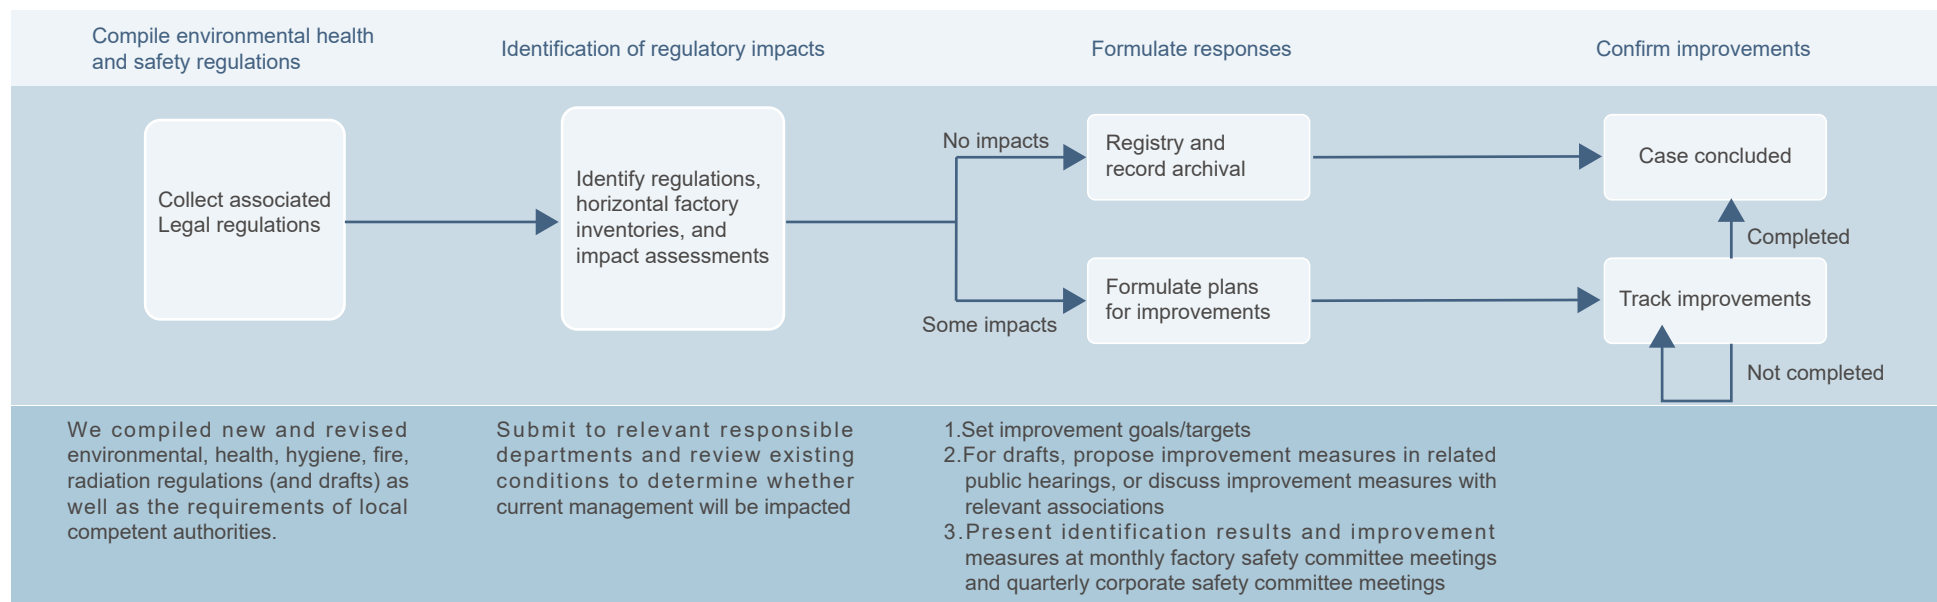 Compile environmental health
and safety regulations
Identification of regulatory impacts
Formulate responses
Confirm improvements
Collect associated
Legal regulations
Identify regulations,
horizontal factory
inventories, and
impact assessments
No impacts
Some impacts
Registry and
record archival
Formulate plans
for improvements
Case concluded
Completed
Track improvements
Not completed
We compiled new and revised
environmental, health, hygiene, fire,
radiation regulations (and drafts) as
well as the requirements of local
competent authorities.
Submit to relevant responsible
departments and review existing
conditions to determine whether
current management will be impacted
1.Set improvement goals/targets
2.For drafts, propose improvement measures in related
public hearings, or discuss improvement measures with
relevant associations
3.Present identification results and improvement
measures at monthly factory safety committee meetings
and quarterly corporate safety committee meetings